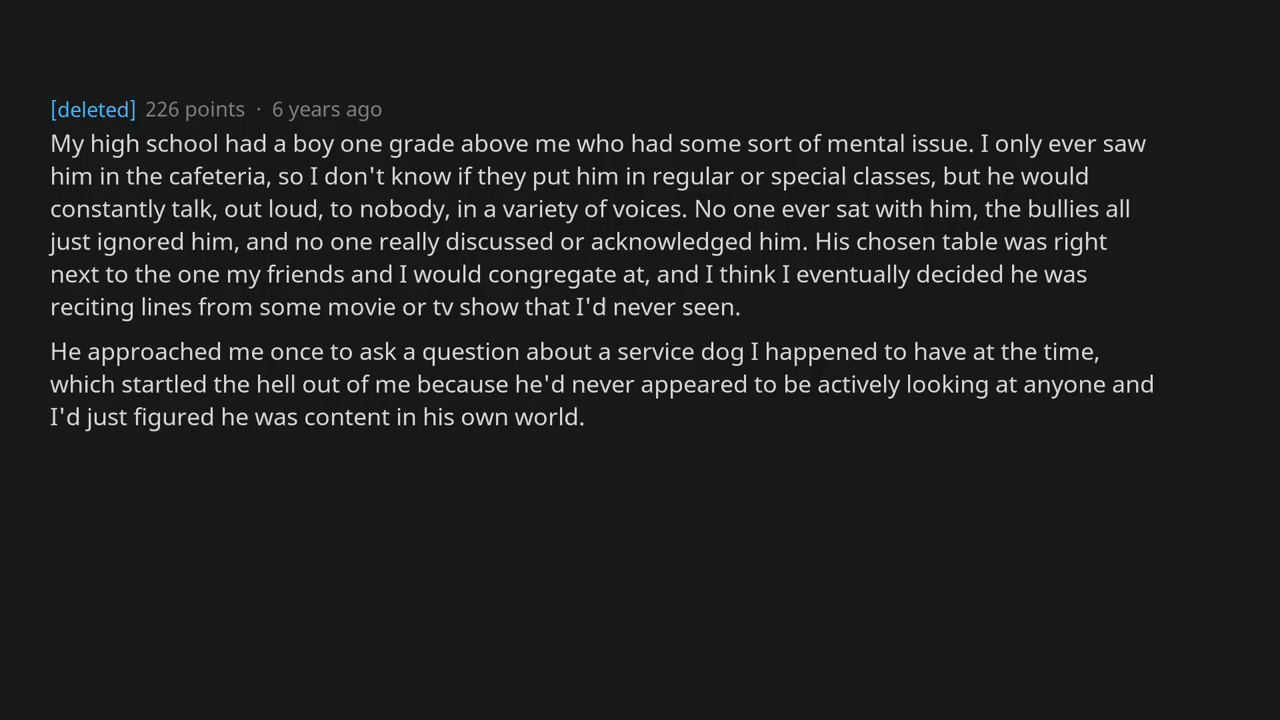 [deleted] 226 points · 6 years ago
My high school had a boy one grade above me who had some sort of mental issue. I only ever saw
him in the cafeteria, so I don't know if they put him in regular or special classes, but he would
constantly talk, out loud, to nobody, in a variety of voices. No one ever sat with him, the bullies all
just ignored him, and no one really discussed or acknowledged him. His chosen table was right
next to the one my friends and I would congregate at, and I think I eventually decided he was
reciting lines from some movie or tv show that I'd never seen.
He approached me once to ask a question about a service dog I happened to have at the time,
which startled the hell out of me because he'd never appeared to be actively looking at anyone and
I'd just figured he was content in his own world.